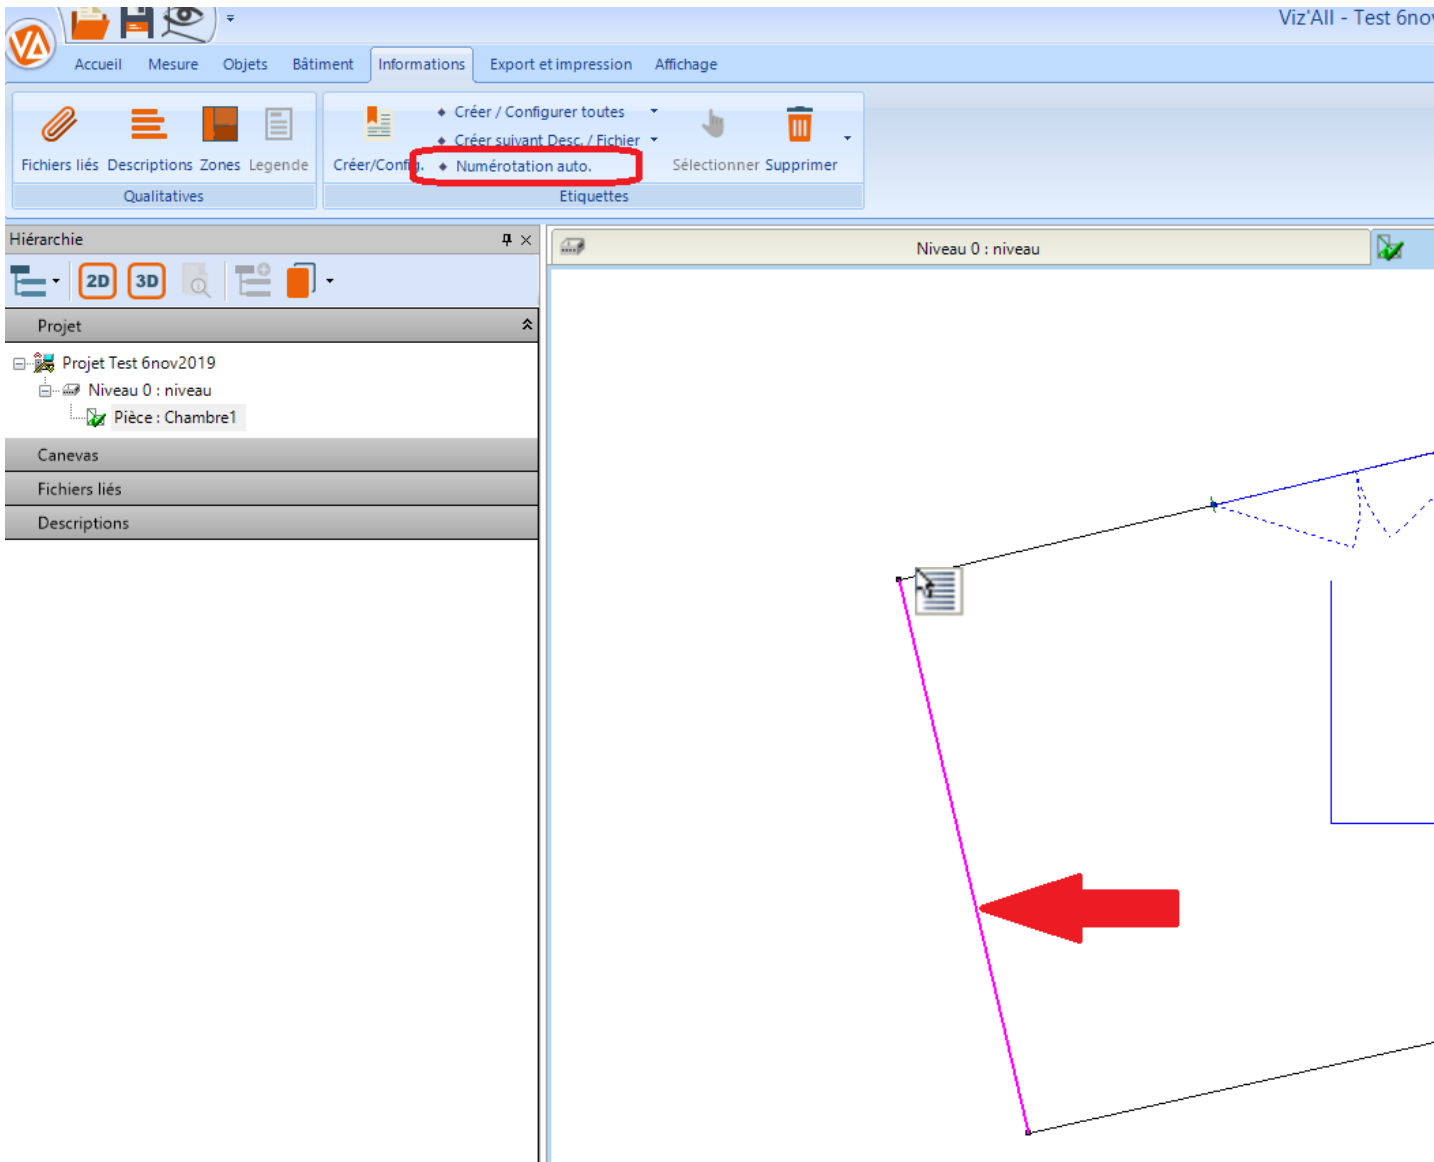 Viz'All - Test 6nov
VA
Accueil Mesure Objets Bâtiment Informations Export et impression Affichage
Créer / Configurer toutes
Créer suivant Desc. / Fichier
Fichiers liés Descriptions Zones Legende Créer/Config. Numérotation auto. Sélectionner Supprimer
Qualitatives Etiquettes
Hiérarchie
Niveau 0 : niveau
2D 3D
Projet
Projet Test 6nov2019
Niveau 0 : niveau
Pièce : Chambre1
Canevas
Fichiers liés
Descriptions